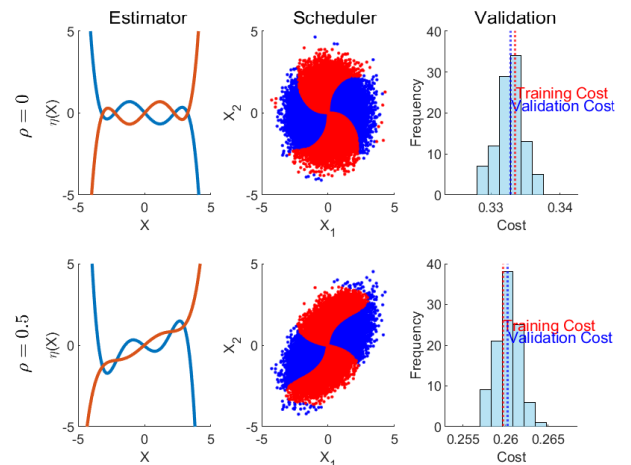 Estimator
Scheduler
Validation
ρ = 0
η(X)
5
0
-5
-5
0
5
X
X2
5
0
-5
-5
0
5
X1
Frequency
40
30
20
10
0
0.33
0.34
Cost
Training Cost
Validation Cost
ρ = 0.5
η(X)
5
0
-5
-5
0
5
X
X2
5
0
-5
-5
0
5
X1
Frequency
40
30
20
10
0
0.255
0.26
0.265
Cost
Training Cost
Validation Cost